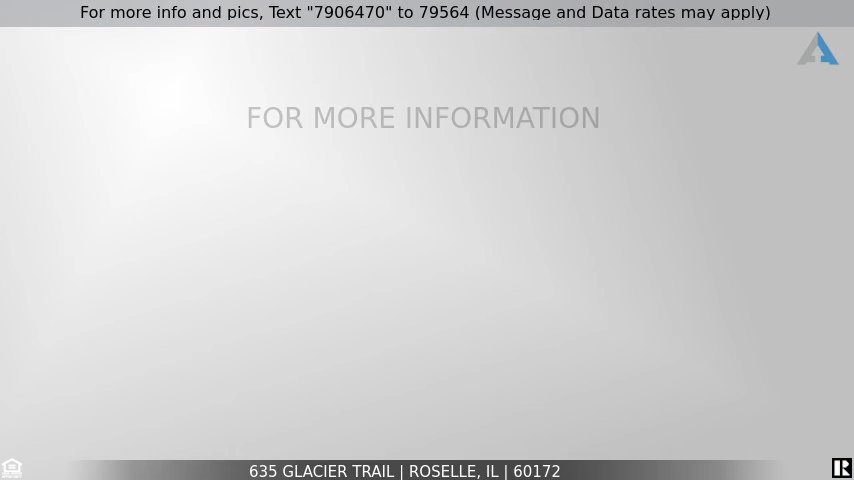 For more info and pics, Text "7906470" to 79564 (Message and Data rates may apply)
FOR MORE INFORMATION
635 GLACIER TRAIL | ROSELLE, IL | 60172